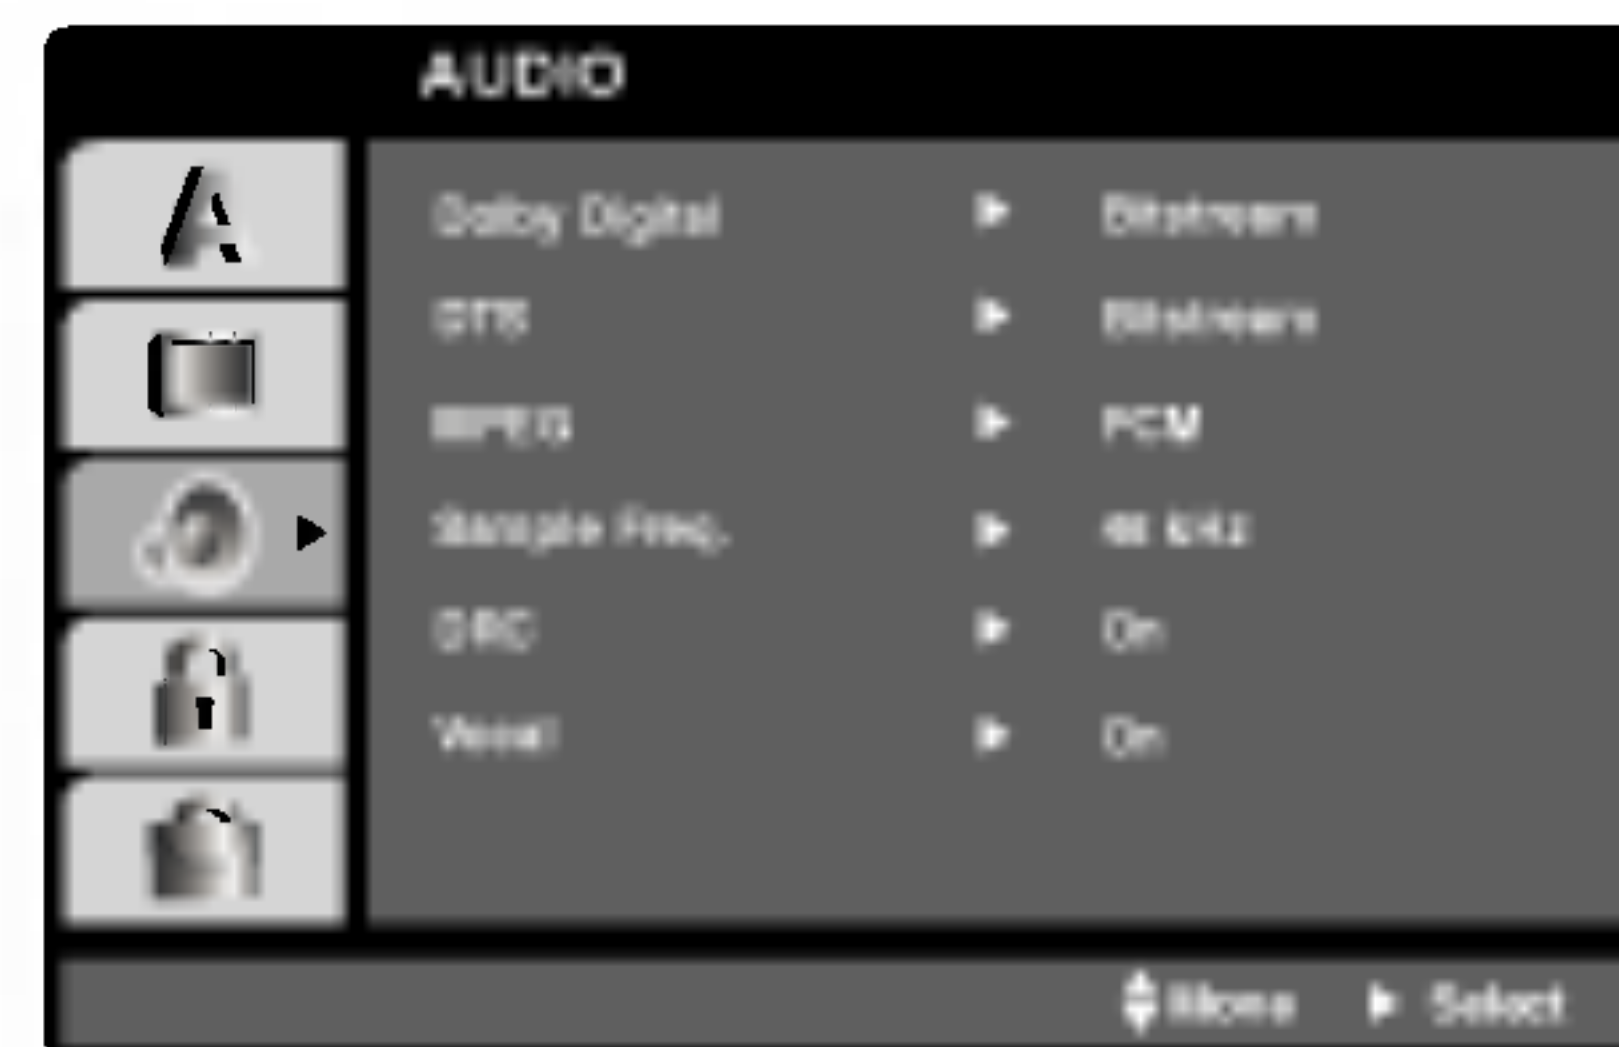 AUDIO
Dolby Digital Bitstream
DTS Bitstream
MPEG PCM
Sample Freq. 48 kHz
DRC On
Vocal On
Move Select